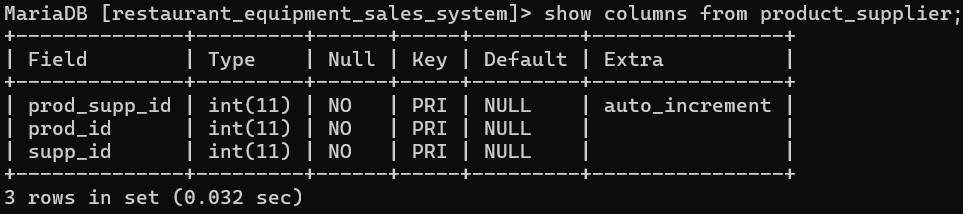 MariaDB [restaurant_equipment_sales_system]> show columns from product_supplier;
+--------------+---------+------+-----+---------+----------------+
| Field        | Type    | Null | Key | Default | Extra          |
+--------------+---------+------+-----+---------+----------------+
| prod_supp_id | int(11) | NO   | PRI | NULL    | auto_increment |
| prod_id      | int(11) | NO   | PRI | NULL    |                |
| supp_id      | int(11) | NO   | PRI | NULL    |                |
+--------------+---------+------+-----+---------+----------------+
3 rows in set (0.032 sec)